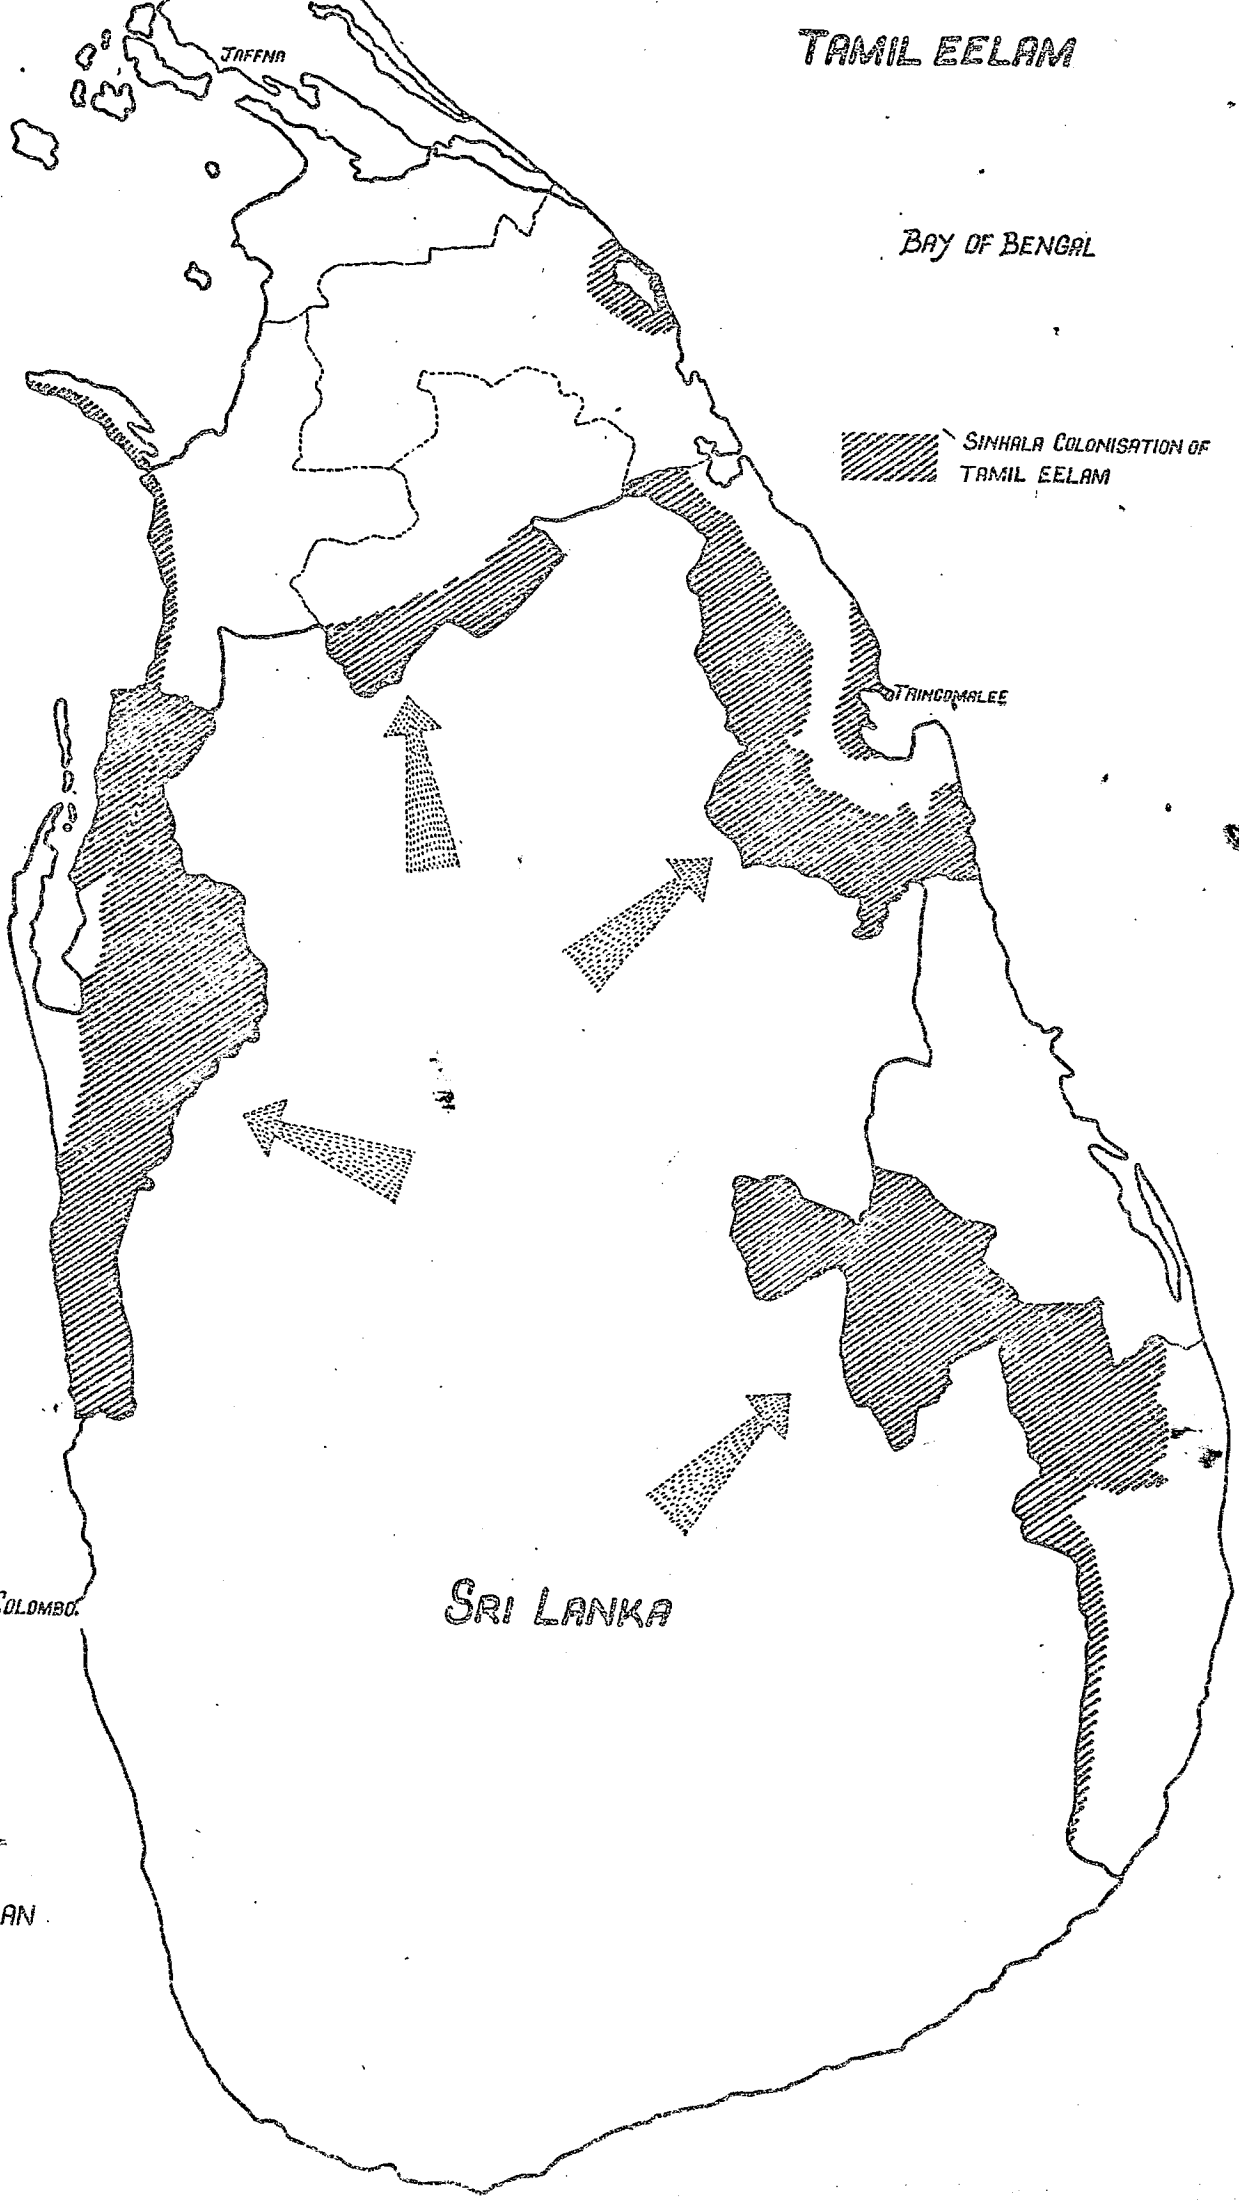 TAMIL EELAM
JAFFNA
BAY OF BENGAL
SINHALA COLONISATION OF
TAMIL EELAM
TRINCOMALEE
COLOMBO.
SRI LANKA
AN